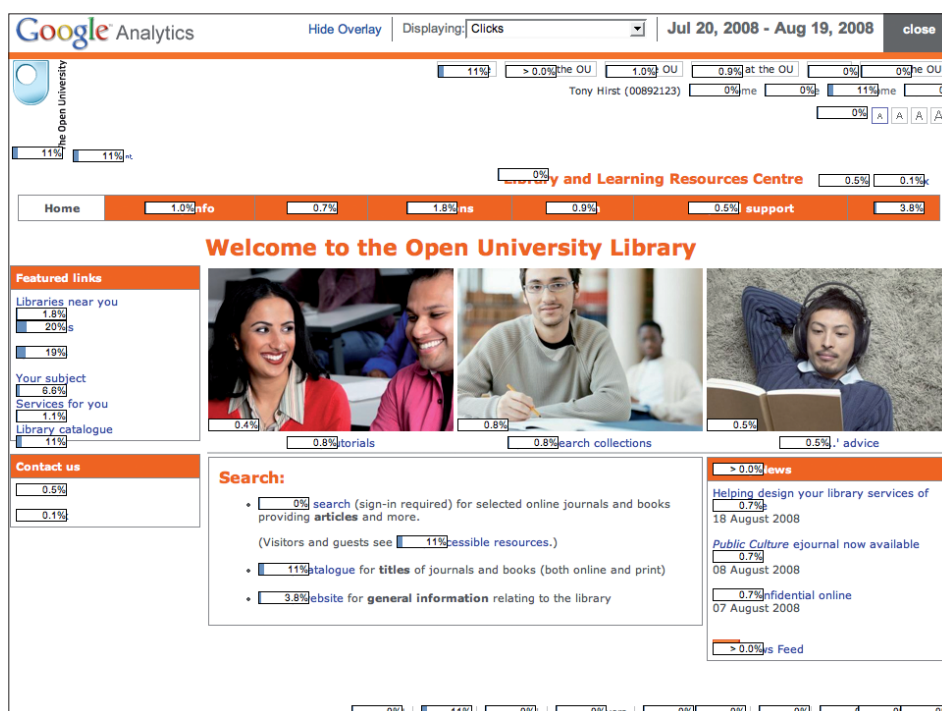 Google Analytics Hide Overlay Displaying: Clicks Jul 20, 2008 - Aug 19, 2008 close
The Open University
11% > 0.0% the OU 1.0% OU 0.9% at the OU 0% 0% he OU
Tony Hirst (00892123) 0% me 0% 11% me
0% A A A A
11% 11%
0%
Library and Learning Resources Centre 0.5% 0.1%
Home 1.0% nfo 0.7% 1.8% ns 0.9% 0.5% support 3.8%
Welcome to the Open University Library
Featured links
Libraries near you
1.8%
20% s
19%
Your subject
6.6%
Services for you
1.1%
Library catalogue
11%
Contact us
0.5%
0.1%
0.4% 0.8% 0.5%
0.8% utorials 0.8% earch collections 0.5% .' advice
Search:
• 0% search (sign-in required) for selected online journals and books
providing articles and more.
(Visitors and guests see 11% cessible resources.)
• 11% atalogue for titles of journals and books (both online and print)
• 3.8% ebsite for general information relating to the library
> 0.0% ews
Helping design your library services of
0.7% e
18 August 2008
Public Culture ejournal now available
0.7%
08 August 2008
0.7% nfidential online
07 August 2008
> 0.0% ws Feed
0% 11% 0% 0% 0% 0% 0%